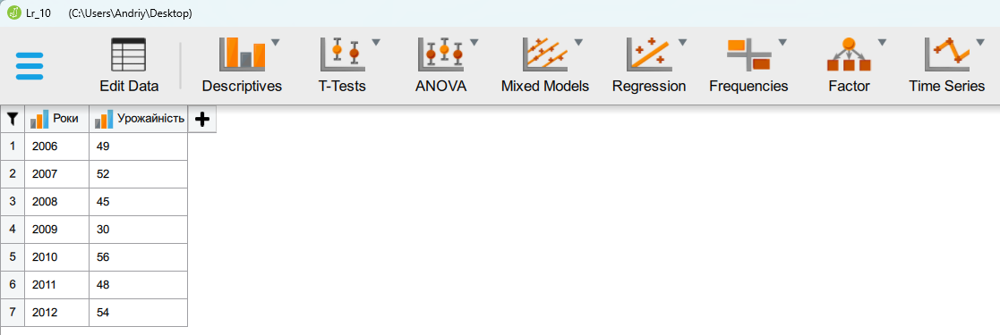 Lr_10 (C:\Users\Andriy\Desktop)
Edit Data Descriptives T-Tests ANOVA Mixed Models Regression Frequencies Factor Time Series
Роки Урожайність
1 2006 49
2 2007 52
3 2008 45
4 2009 30
5 2010 56
6 2011 48
7 2012 54